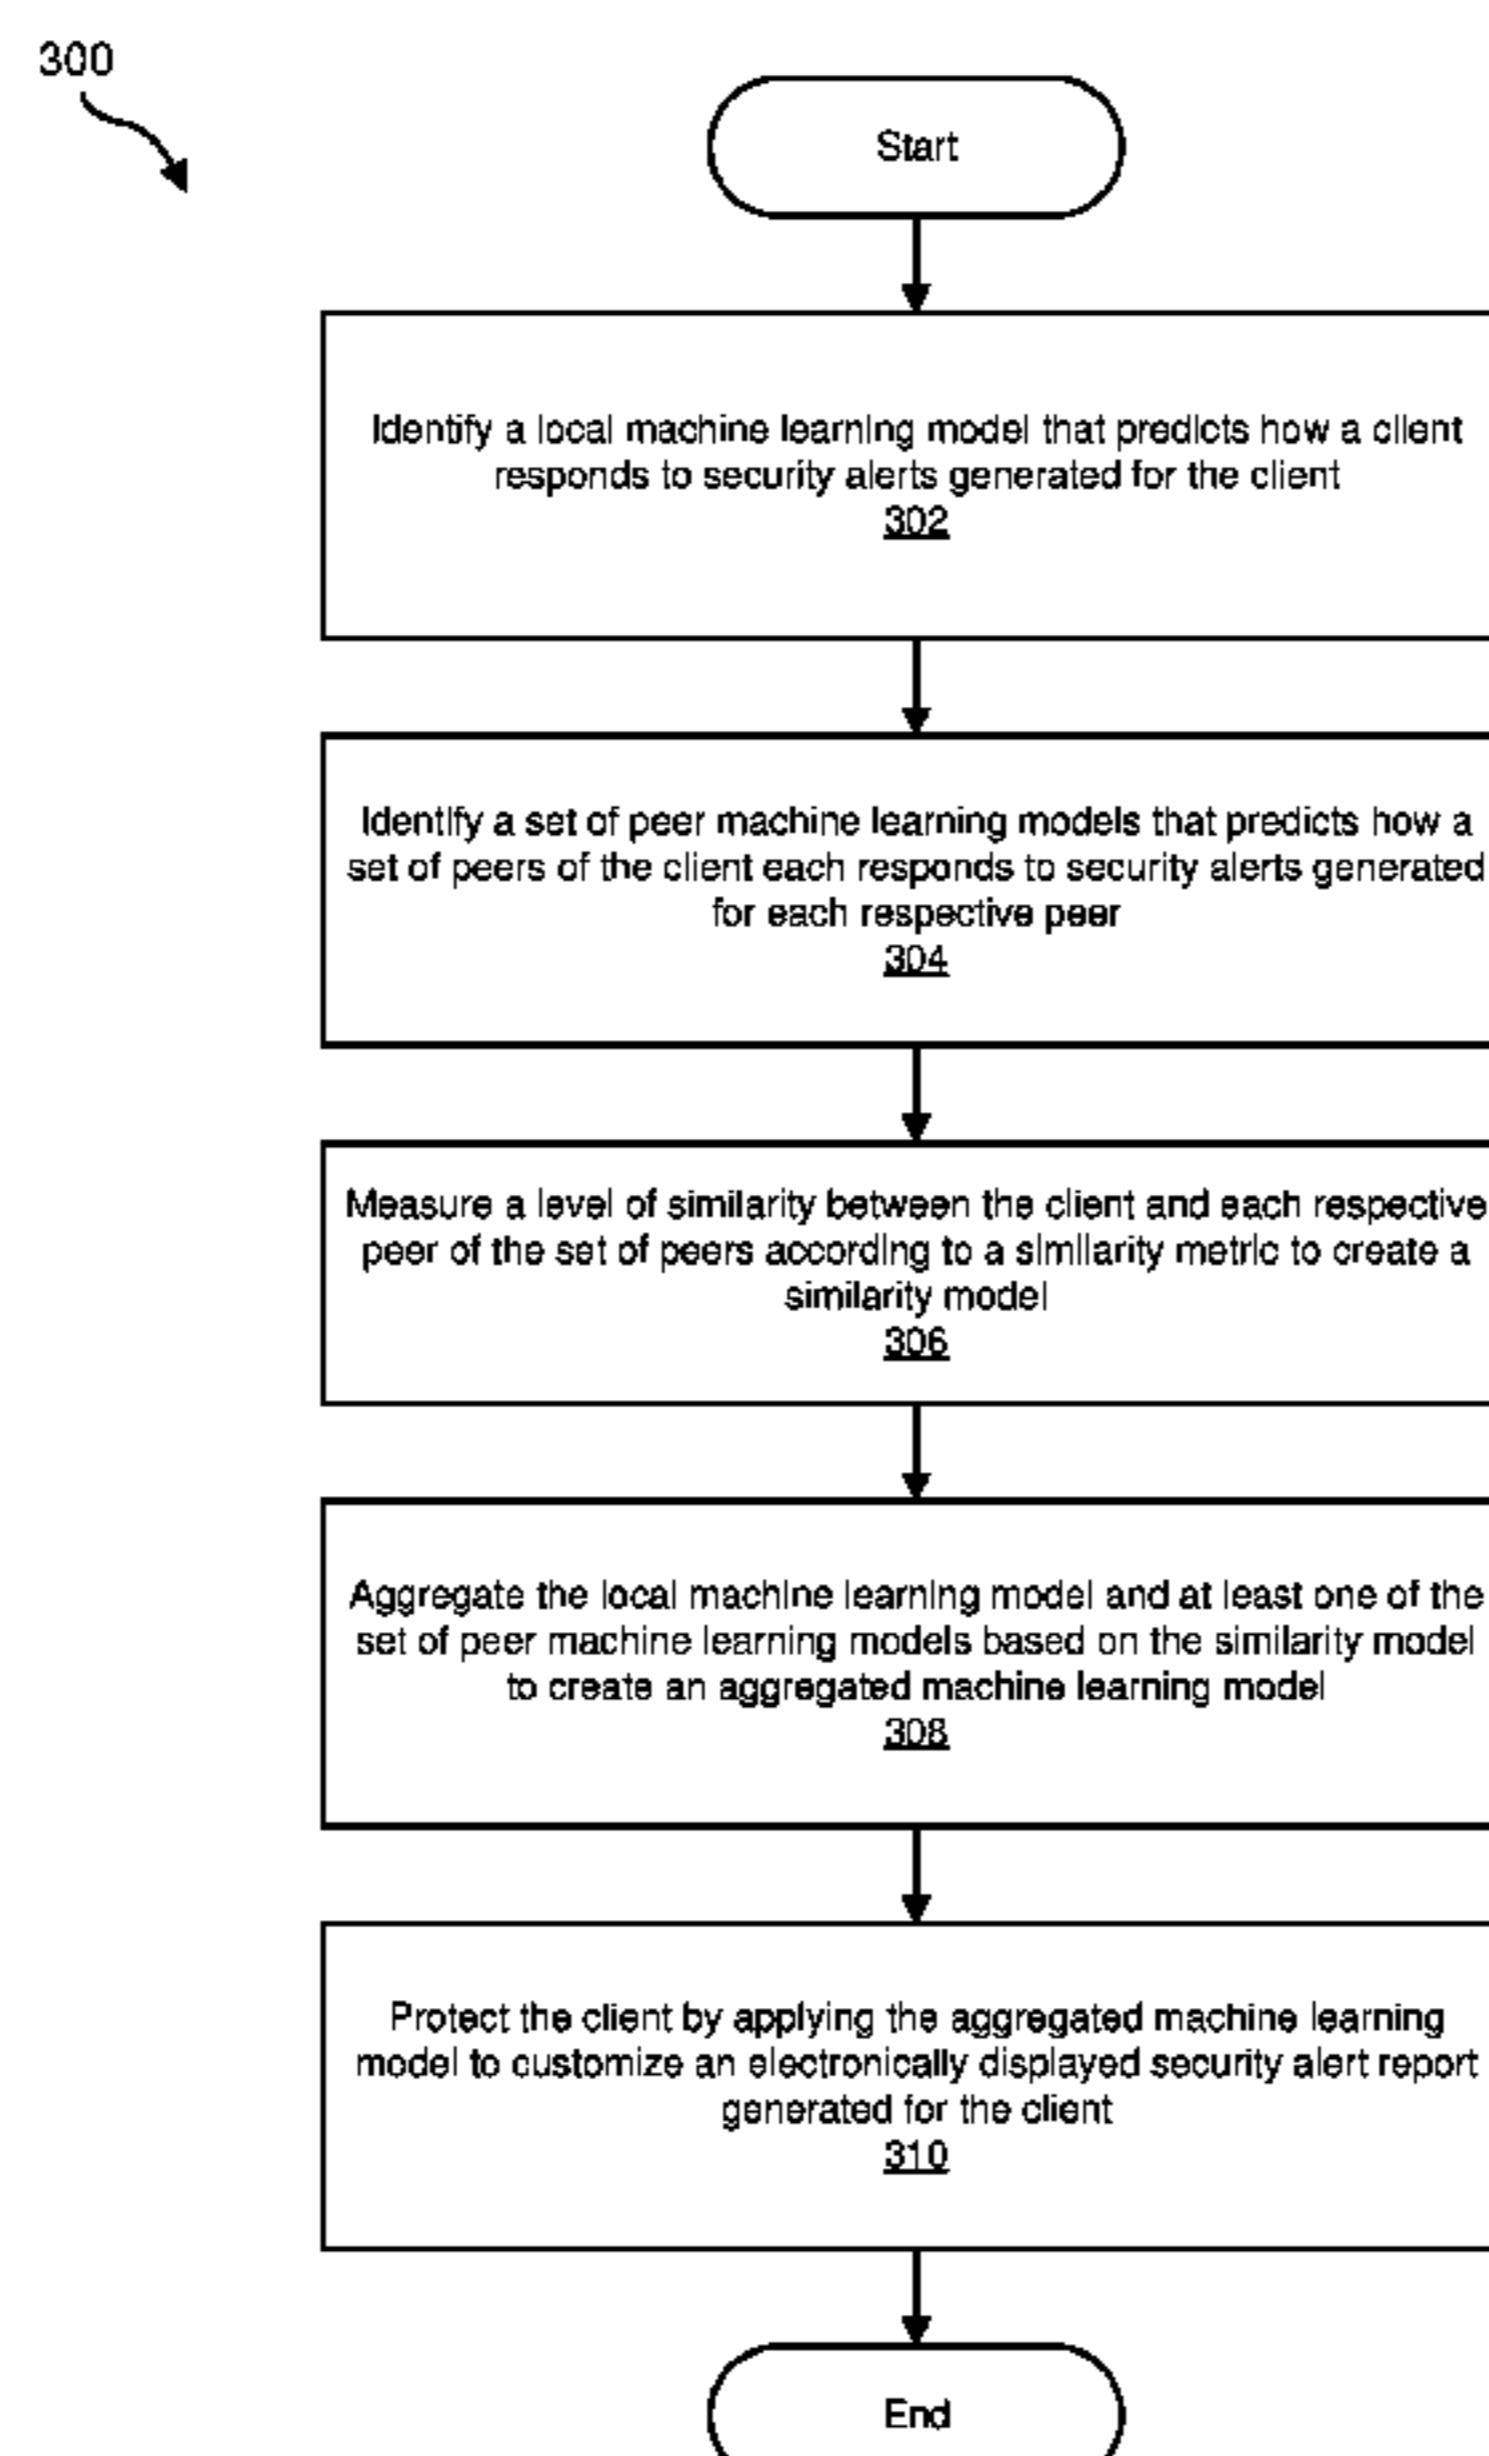 300
Start
Identify a local machine learning model that predicts how a client
responds to security alerts generated for the client
302
Identify a set of peer machine learning models that predicts how a
set of peers of the client each responds to security alerts generated
for each respective peer
304
Measure a level of similarity between the client and each respective
peer of the set of peers according to a similarity metric to create a
similarity model
306
Aggregate the local machine learning model and at least one of the
set of peer machine learning models based on the similarity model
to create an aggregated machine learning model
308
Protect the client by applying the aggregated machine learning
model to customize an electronically displayed security alert report
generated for the client
310
End